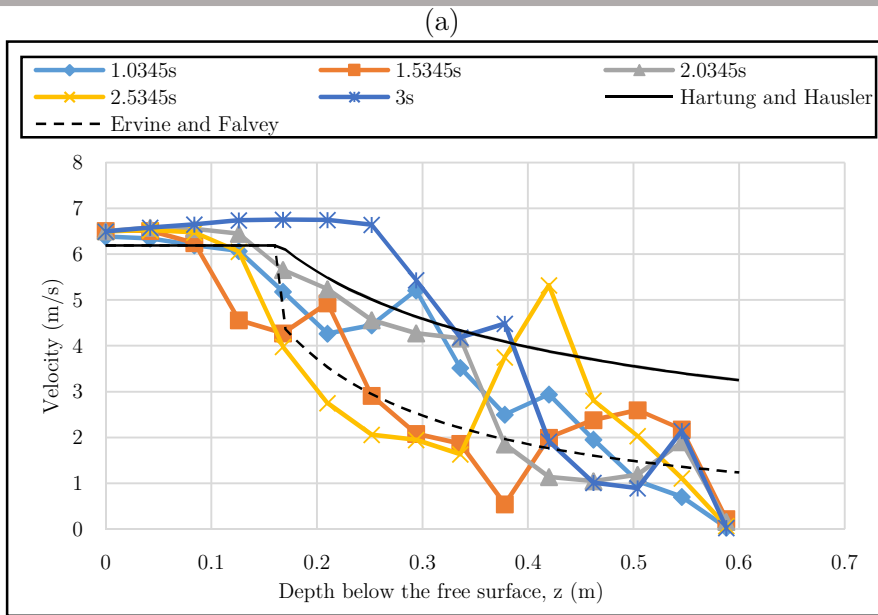 (a)
1.0345s 1.5345s 2.0345s
2.5345s 3s Hartung and Hausler
Ervine and Falvey
8
7
6
5
4
3
2
1
0
Velocity (m/s)
0 0.1 0.2 0.3 0.4 0.5 0.6 0.7
Depth below the free surface, z (m)